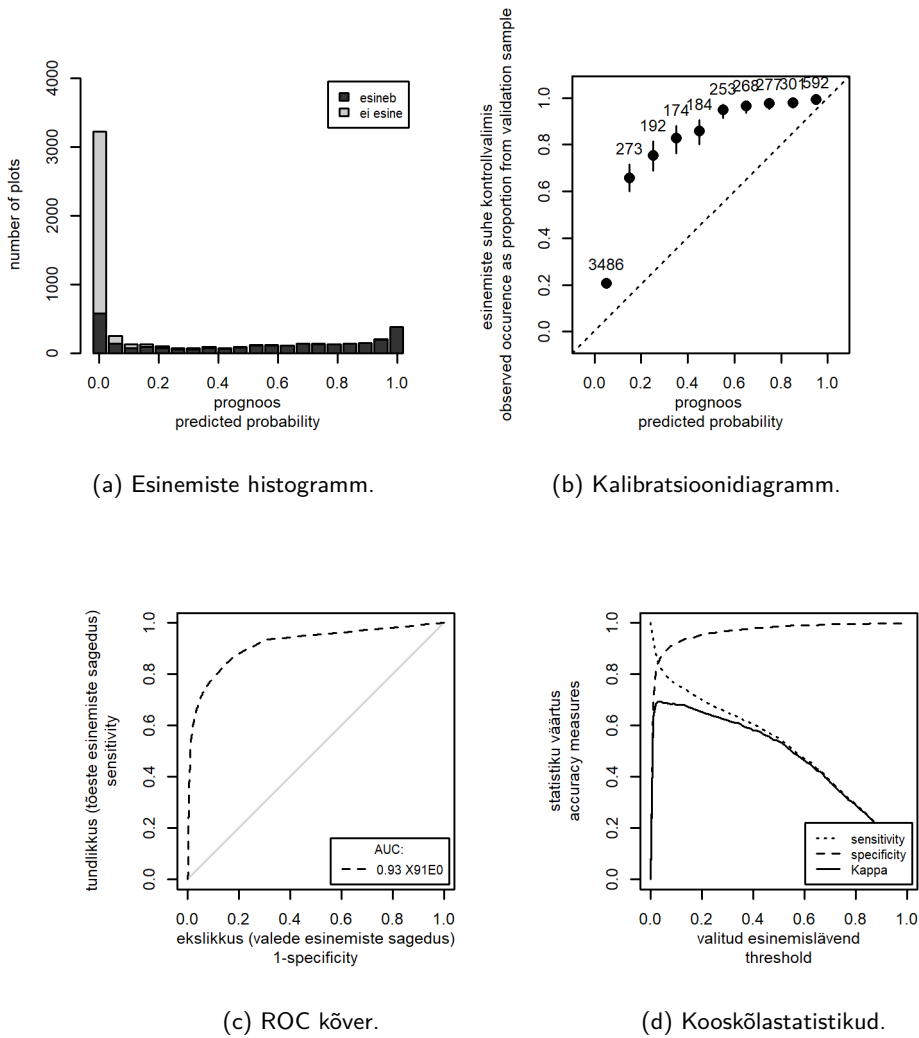 4000
3000
2000
1000
0
number of plots
esineb
ei esine
0.0 0.2 0.4 0.6 0.8 1.0
prognoos
predicted probability
(a) Esinemiste histogramm.
esinemiste suhe kontrollvalimis
observed occurence as proportion from validation sample
1.0
0.8
0.6
0.4
0.2
0.0
3486
273
192
174
184
253
268
277
301
592
0.0 0.2 0.4 0.6 0.8 1.0
prognoos
predicted probability
(b) Kalibratsioonidiagramm.
tundlikkus (tõeste esinemiste sagedus)
sensitivity
1.0
0.8
0.6
0.4
0.2
0.0
AUC:
0.93 X91E0
0.0 0.2 0.4 0.6 0.8 1.0
ekslikkus (valede esinemiste sagedus)
1-specificity
(c) ROC kõver.
statistiku väärtus
accuracy measures
1.0
0.8
0.6
0.4
0.2
0.0
sensitivity
specificity
Kappa
0.0 0.2 0.4 0.6 0.8 1.0
valitud esinemislävend
threshold
(d) Kooskõlastatistikud.